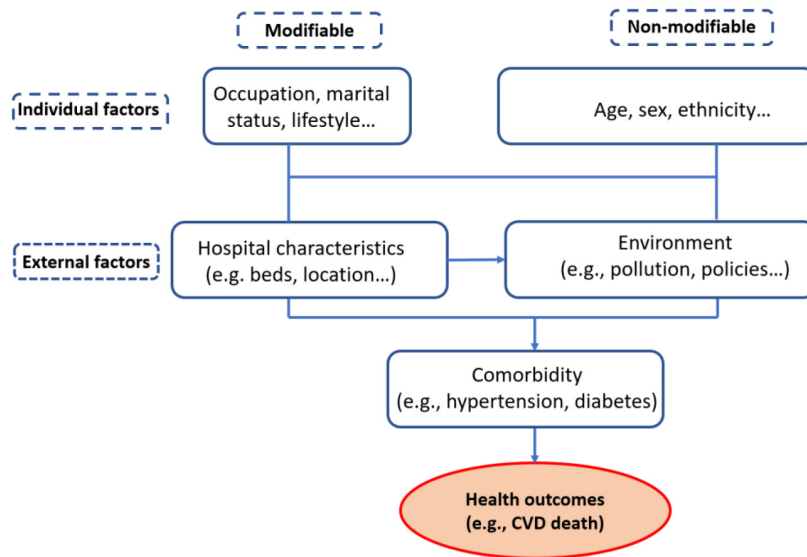 Modifiable
Non-modifiable
Individual factors
Occupation, marital
status, lifestyle…
Age, sex, ethnicity…
External factors
Hospital characteristics
(e.g. beds, location…)
Environment
(e.g., pollution, policies…)
Comorbidity
(e.g., hypertension, diabetes)
Health outcomes
(e.g., CVD death)